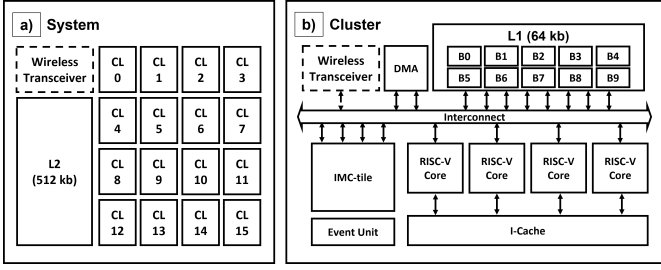 a) System
Wireless
Transceiver
CL
0
CL
1
CL
2
CL
3
CL
4
CL
5
CL
6
CL
7
L2
(512 kb)
CL
8
CL
9
CL
10
CL
11
CL
12
CL
13
CL
14
CL
15
b) Cluster
Wireless
Transceiver
DMA
L1 (64 kb)
B0 B1 B2 B3 B4
B5 B6 B7 B8 B9
Interconnect
IMC-tile
RISC-V
Core
RISC-V
Core
RISC-V
Core
RISC-V
Core
Event Unit
I-Cache